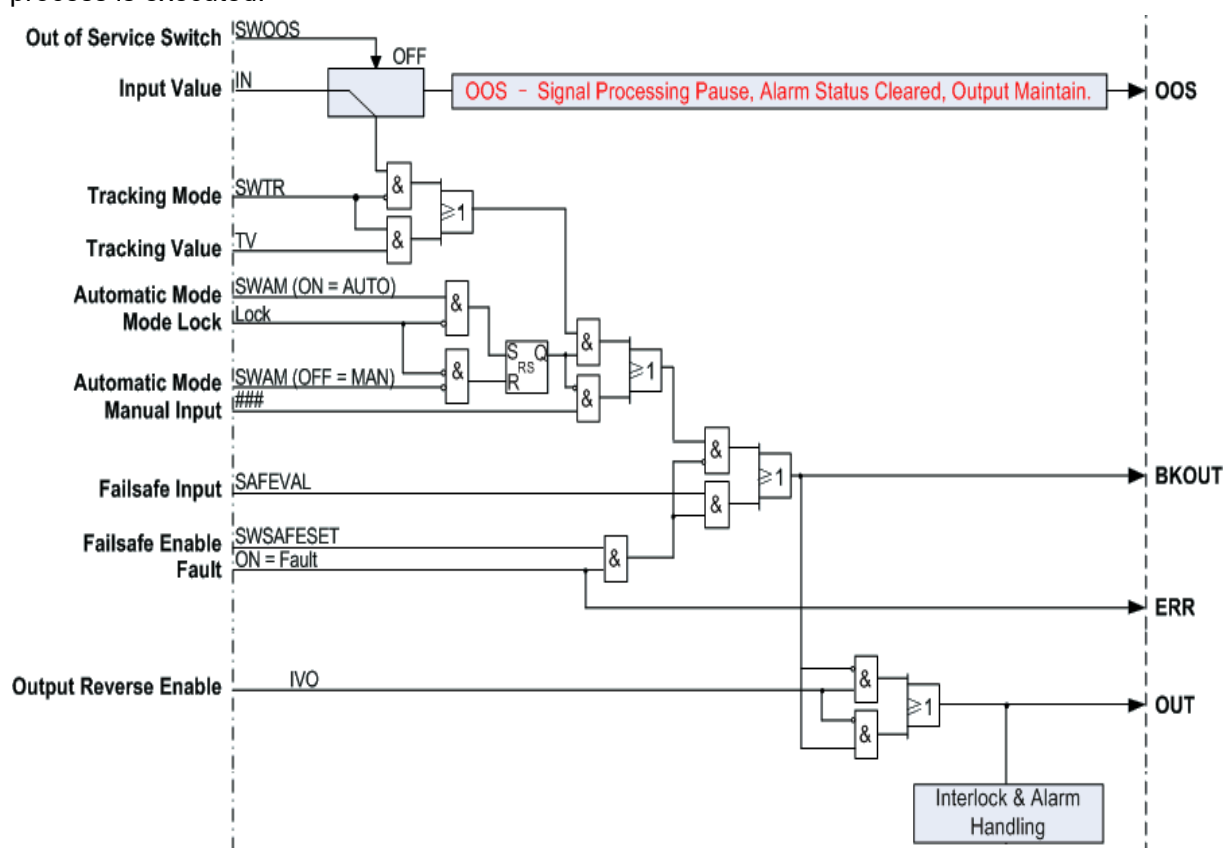 process is executed.
Out of Service Switch SWOOS
OFF
Input Value IN
OOS - Signal Processing Pause, Alarm Status Cleared, Output Maintain.
OOS
&
Tracking Mode SWTR
≥1
&
Tracking Value TV
Automatic Mode SWAM (ON = AUTO)
&
Mode Lock Lock
&
S Q
RS
R
≥1
&
Automatic Mode SWAM (OFF = MAN)
&
Manual Input ###
&
≥1
BKOUT
Failsafe Input SAFEVAL
&
Failsafe Enable SWSAFESET
&
Fault ON = Fault
ERR
&
Output Reverse Enable IVO
≥1
OUT
&
Interlock & Alarm
Handling